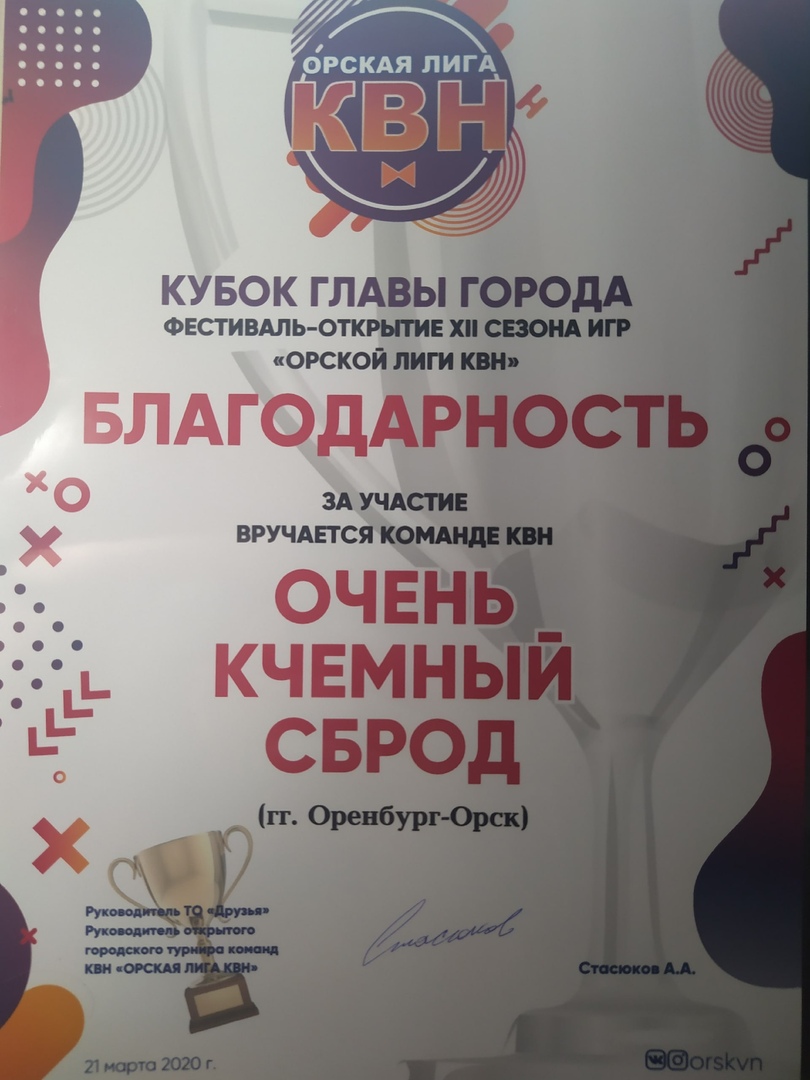 ОРСКАЯ ЛИГА
КВН
КУБОК ГЛАВЫ ГОРОДА
ФЕСТИВАЛЬ-ОТКРЫТИЕ XII СЕЗОНА ИГР
«ОРСКОЙ ЛИГИ КВН»
БЛАГОДАРНОСТЬ
ЗА УЧАСТИЕ
ВРУЧАЕТСЯ КОМАНДЕ КВН
ОЧЕНЬ
КЧЕМНЫЙ
СБРОД
(гг. Оренбург-Орск)
Руководитель ТО «Друзья»
Руководитель открытого
городского турнира команд
КВН «ОРСКАЯ ЛИГА КВН»
Стасюков
Стасюков А.А.
21 марта 2020 г.
orskvn